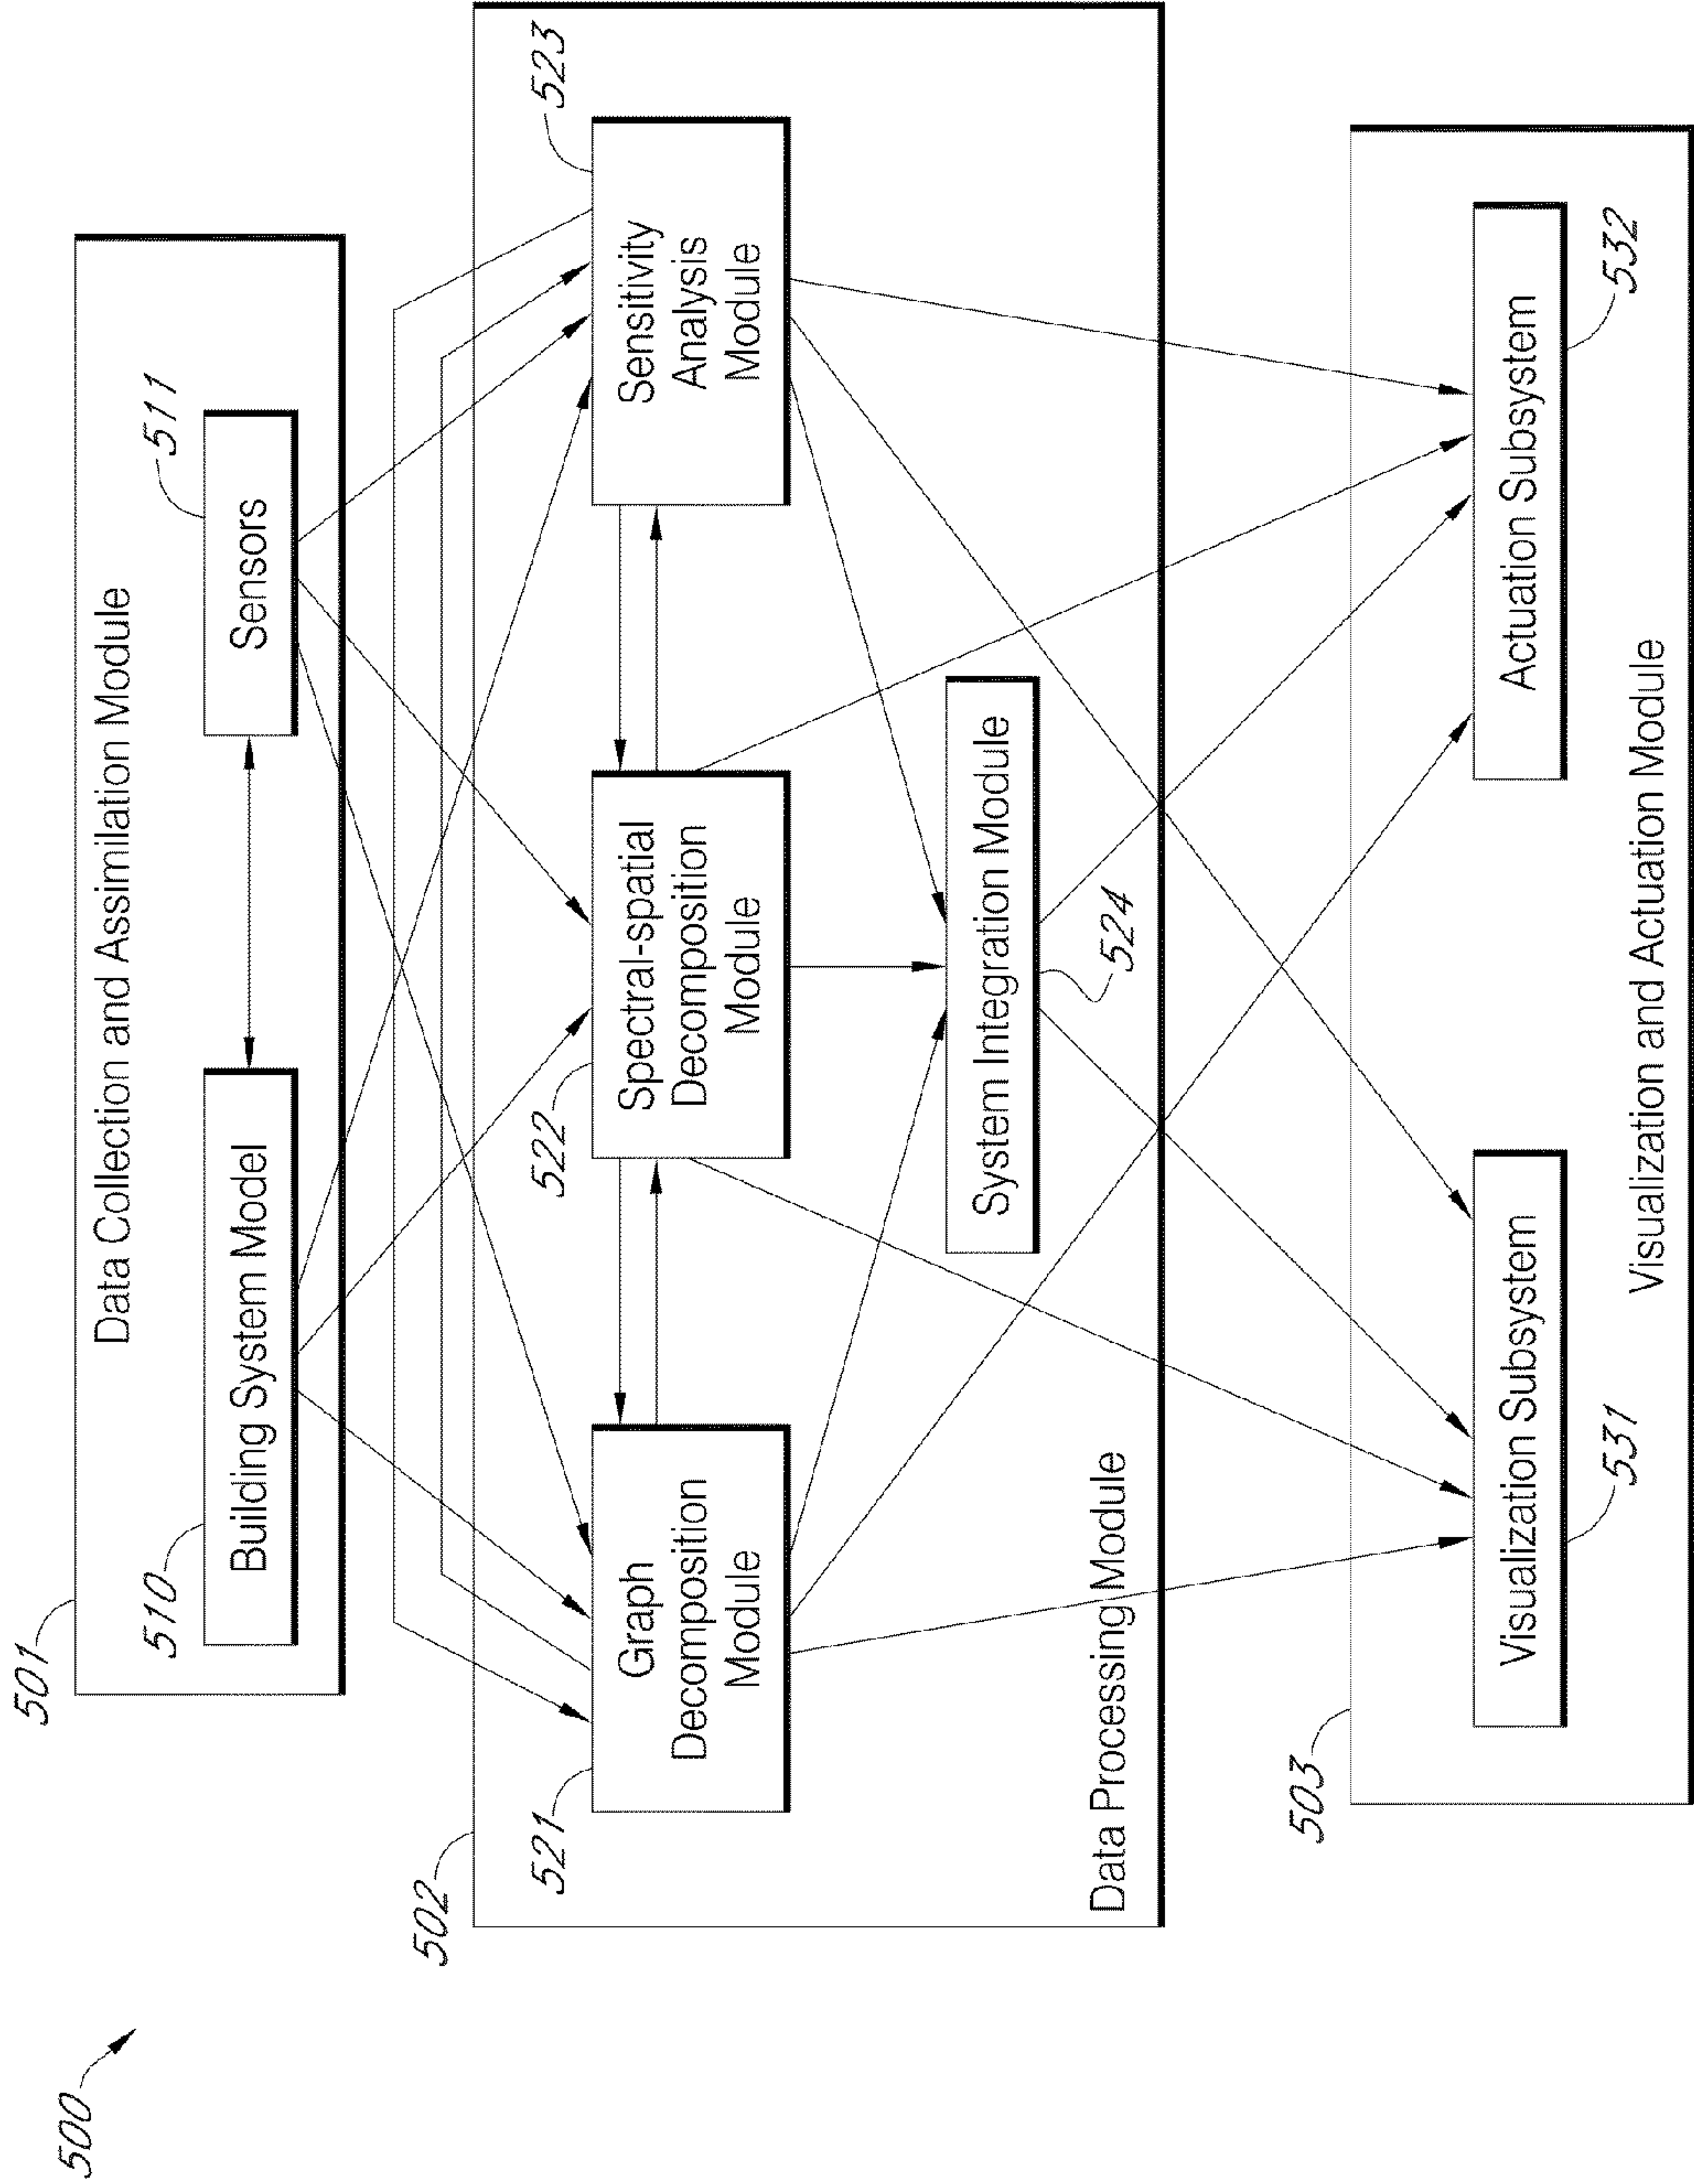 500
501
Data Collection and Assimilation Module
510
Building System Model
511
Sensors
502
521
Graph
Decomposition
Module
522
Spectral-spatial
Decomposition
Module
523
Sensitivity
Analysis
Module
System Integration Module
524
Data Processing Module
503
Visualization Subsystem
531
Actuation Subsystem
532
Visualization and Actuation Module